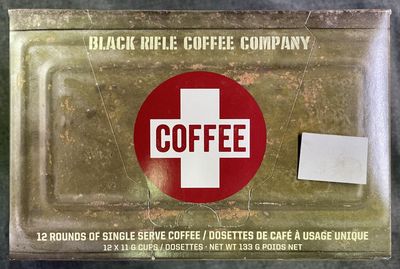 BLACK RIFLE COFFEE COMPANY
COFFEE
12 ROUNDS OF SINGLE SERVE COFFEE / DOSETTES DE CAFÉ À USAGE UNIQUE
12 X 11 G CUPS / DOSETTES · NET WT 133 G POIDS NET